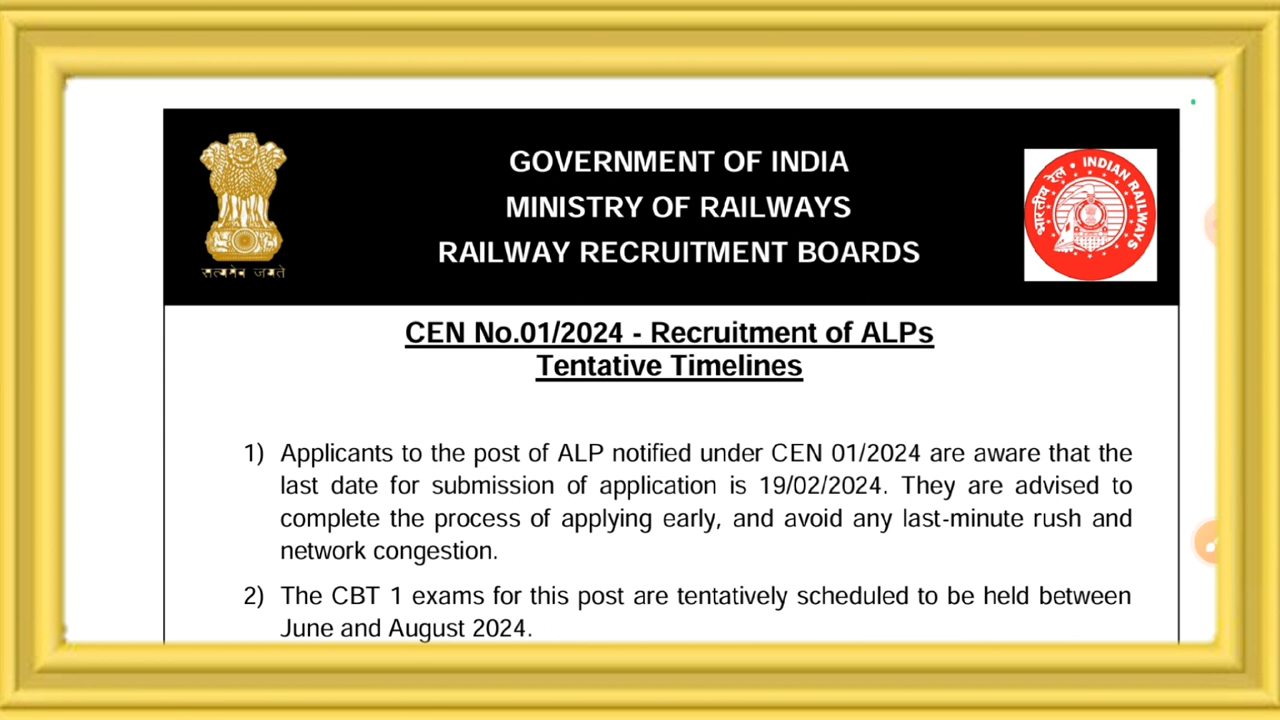 GOVERNMENT OF INDIA
MINISTRY OF RAILWAYS
RAILWAY RECRUITMENT BOARDS
सत्यमेव जयते
भारतीय रेल • INDIAN RAILWAYS
CEN No.01/2024 - Recruitment of ALPs
Tentative Timelines
1) Applicants to the post of ALP notified under CEN 01/2024 are aware that the
last date for submission of application is 19/02/2024. They are advised to
complete the process of applying early, and avoid any last-minute rush and
network congestion.
2) The CBT 1 exams for this post are tentatively scheduled to be held between
June and August 2024.